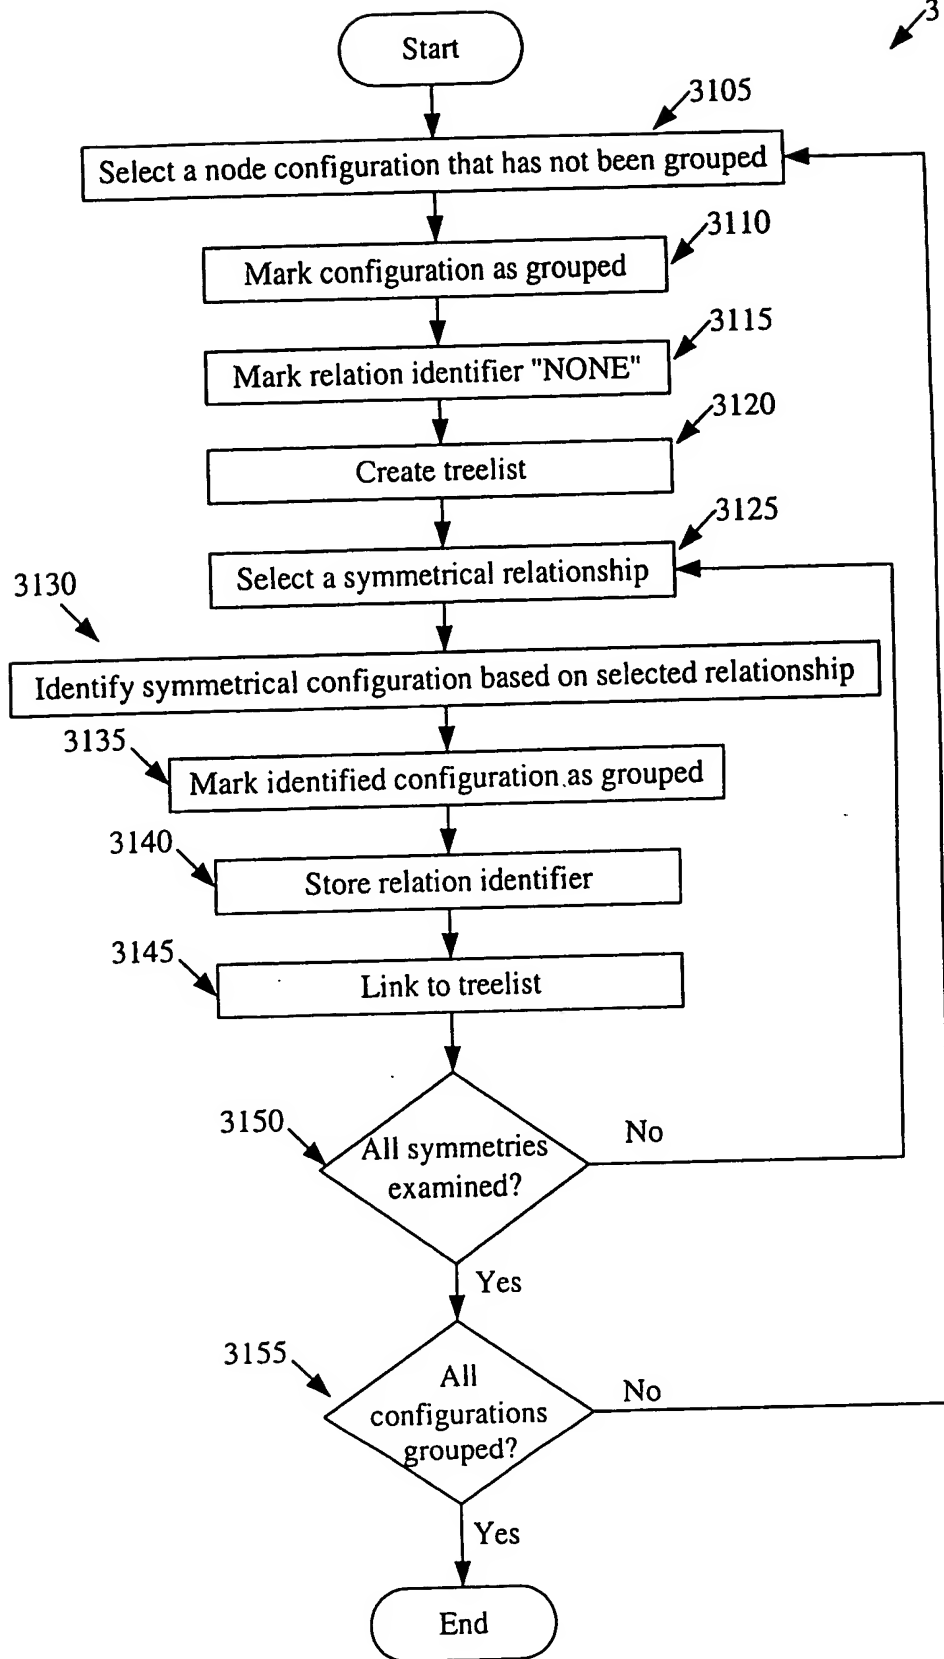 Start
3
3105
Select a node configuration that has not been grouped
3110
Mark configuration as grouped
3115
Mark relation identifier "NONE"
3120
Create treelist
3125
Select a symmetrical relationship
3130
Identify symmetrical configuration based on selected relationship
3135
Mark identified configuration as grouped
3140
Store relation identifier
3145
Link to treelist
3150
All symmetries
examined?
No
Yes
3155
All
configurations
grouped?
No
Yes
End